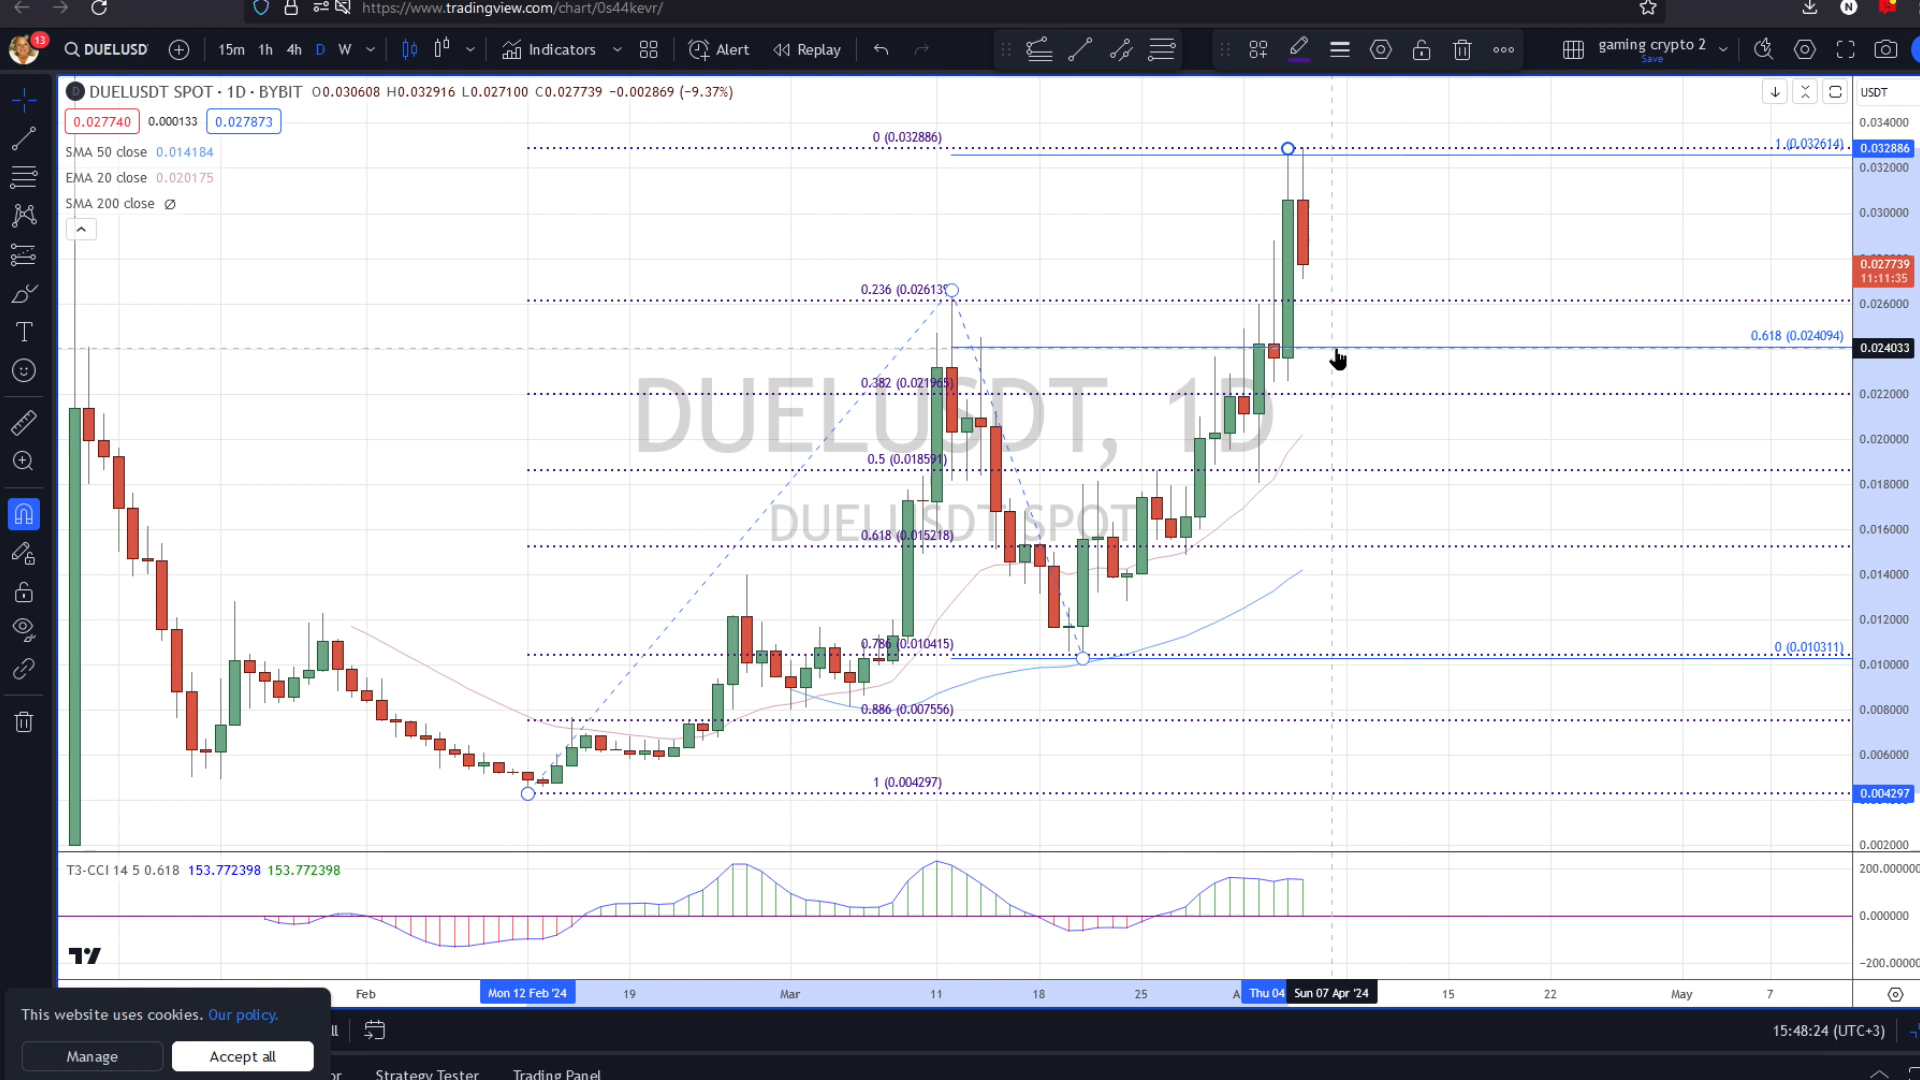 https://www.tradingview.com/chart/0s44kevr/
N
13
DUELUSD
15m 1h 4h D W
Indicators
Alert
Replay
gaming crypto 2
Save
D DUELUSDT SPOT · 1D · BYBIT O0.030608 H0.032916 L0.027100 C0.027739 −0.002869 (−9.37%)
USDT
0.027740 0.000133 0.027873
SMA 50 close 0.014184
EMA 20 close 0.020175
SMA 200 close Ø
0.034000
0 (0.032886)
1 (0.032614)
0.032886
0.032000
0.030000
0.027739
11:11:35
0.236 (0.02613
0.026000
0.618 (0.024094)
0.024033
0.382 (0.021965)
0.022000
DUELUSDT, 1D
0.020000
0.5 (0.018591)
0.018000
DUELUSDT SPOT
0.618 (0.015218)
0.016000
0.014000
0.012000
0.786 (0.010415)
0 (0.010311)
0.010000
0.886 (0.007556)
0.008000
0.006000
1 (0.004297)
0.004297
0.002000
T3-CCI 14 5 0.618 153.772398 153.772398
200.000000
0.000000
−200.00000
Feb Mon 12 Feb '24 19 Mar 11 18 25 A Thu 04 Sun 07 Apr '24 15 22 May 7
This website uses cookies. Our policy.
Manage
Accept all
15:48:24 (UTC+3)
Strategy Tester
Trading Panel